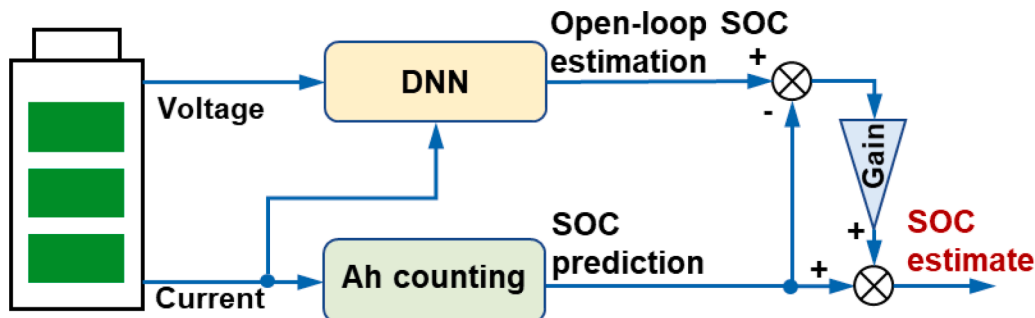 Open-loop SOC
estimation
+
DNN
Voltage
-
Gain
SOC
prediction
+
SOC
estimate
Ah counting
+
Current